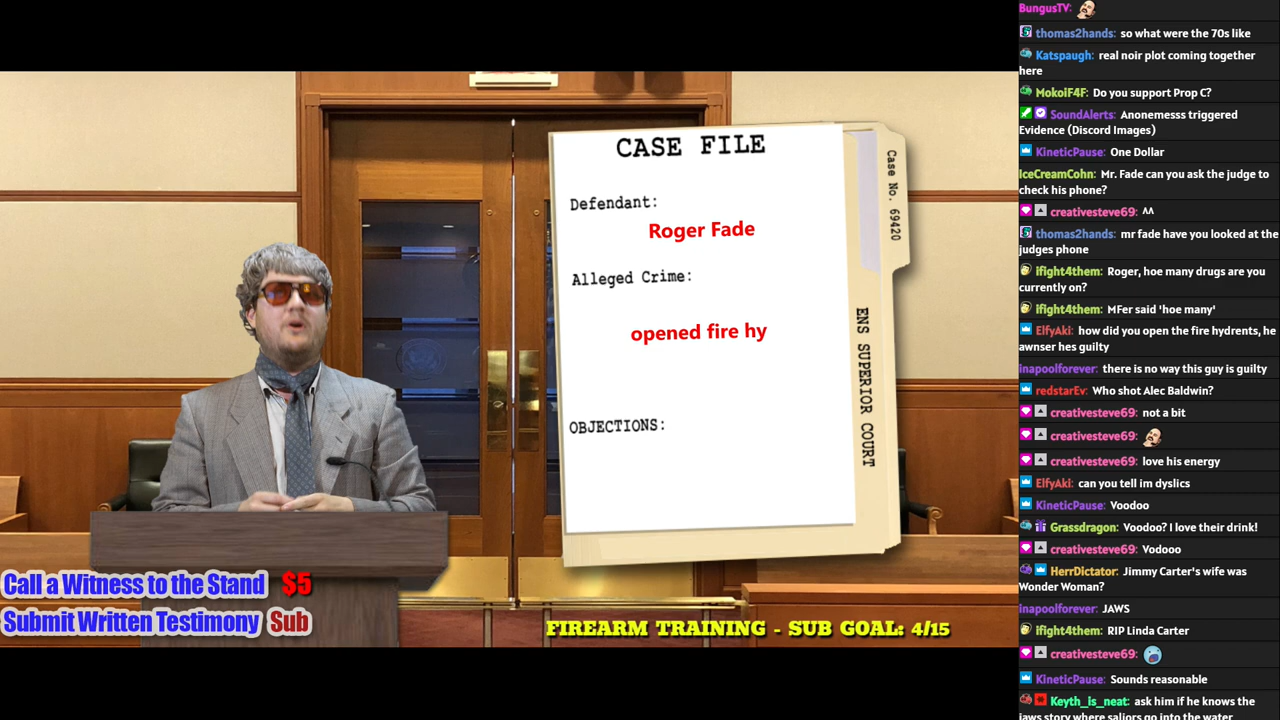 CASE FILE
Defendant:
Roger Fade
Alleged Crime:
opened fire hy
OBJECTIONS:
Case No. 69420
ENS SUPERIOR COURT
Call a Witness to the Stand $5
Submit Written Testimony Sub
FIREARM TRAINING - SUB GOAL: 4/15
BungusTV:
thomas2hands: so what were the 70s like
Katspaugh: real noir plot coming together
here
MokoiF4F: Do you support Prop C?
SoundAlerts: Anonemesss triggered
Evidence (Discord Images)
KineticPause: One Dollar
IceCreamCohn: Mr. Fade can you ask the judge to
check his phone?
creativesteve69: ^^
thomas2hands: mr fade have you looked at the
judges phone
ifight4them: Rodger, hoe many drugs are you
currently on?
ifight4them: MFer said 'hoe many'
ElfyAki: how did you open the fire hydrents, he
awnser hes guilty
inapoolforever: there is no way this guy is guilty
redstarEv: Who shot Alec Baldwin?
creativesteve69: not a bit
creativesteve69:
creativesteve69: love his energy
ElfyAki: can you tell im dyslics
KineticPause: Voodoo
Grassdragon: Voodoo? I love their drink!
creativesteve69: Vodooo
HerrDictator: Jimmy Carter's wife was
Wonder Woman?
inapoolforever: JAWS
ifight4them: RIP Linda Carter
creativesteve69:
KineticPause: Sounds reasonable
Keyth_is_neat: ask him if he knows the
jaws story where saliors go into the water